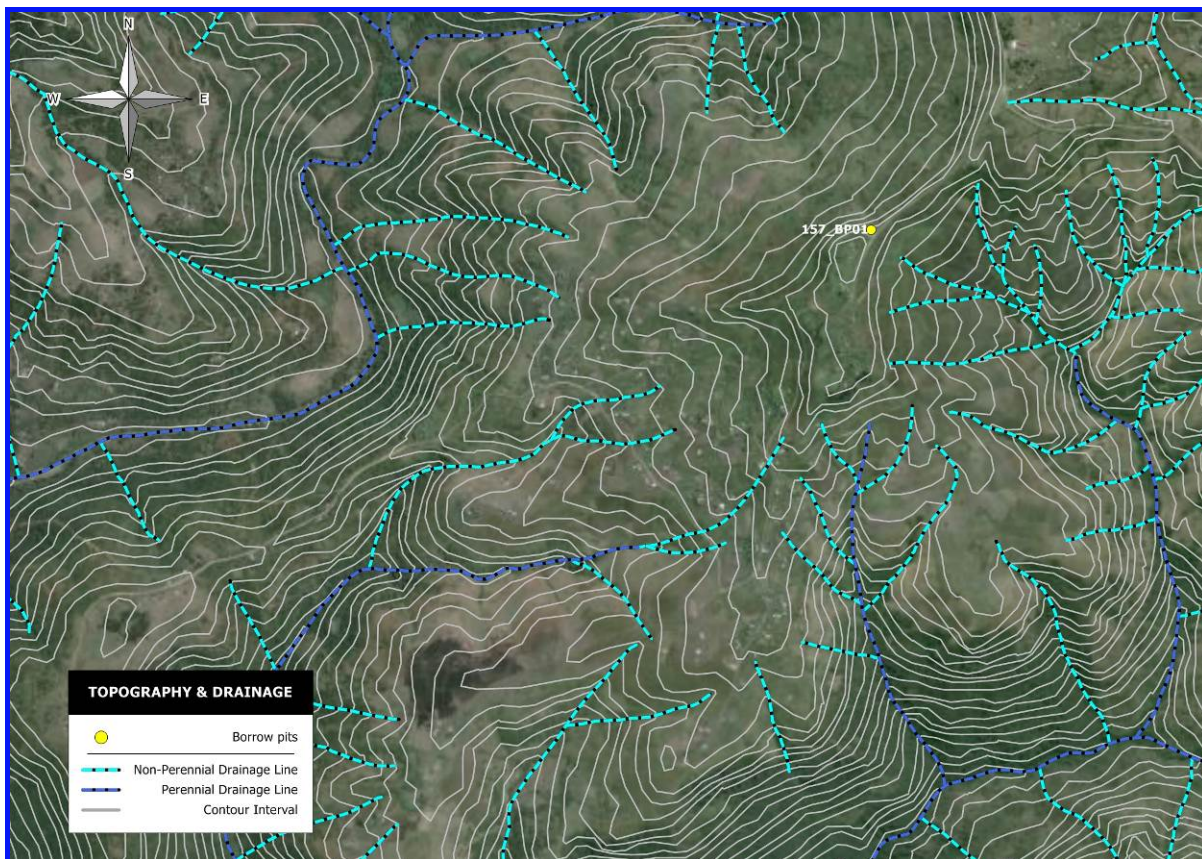 N
W E
S
157_BP01
TOPOGRAPHY & DRAINAGE
Borrow pits
Non-Perennial Drainage Line
Perennial Drainage Line
Contour Interval